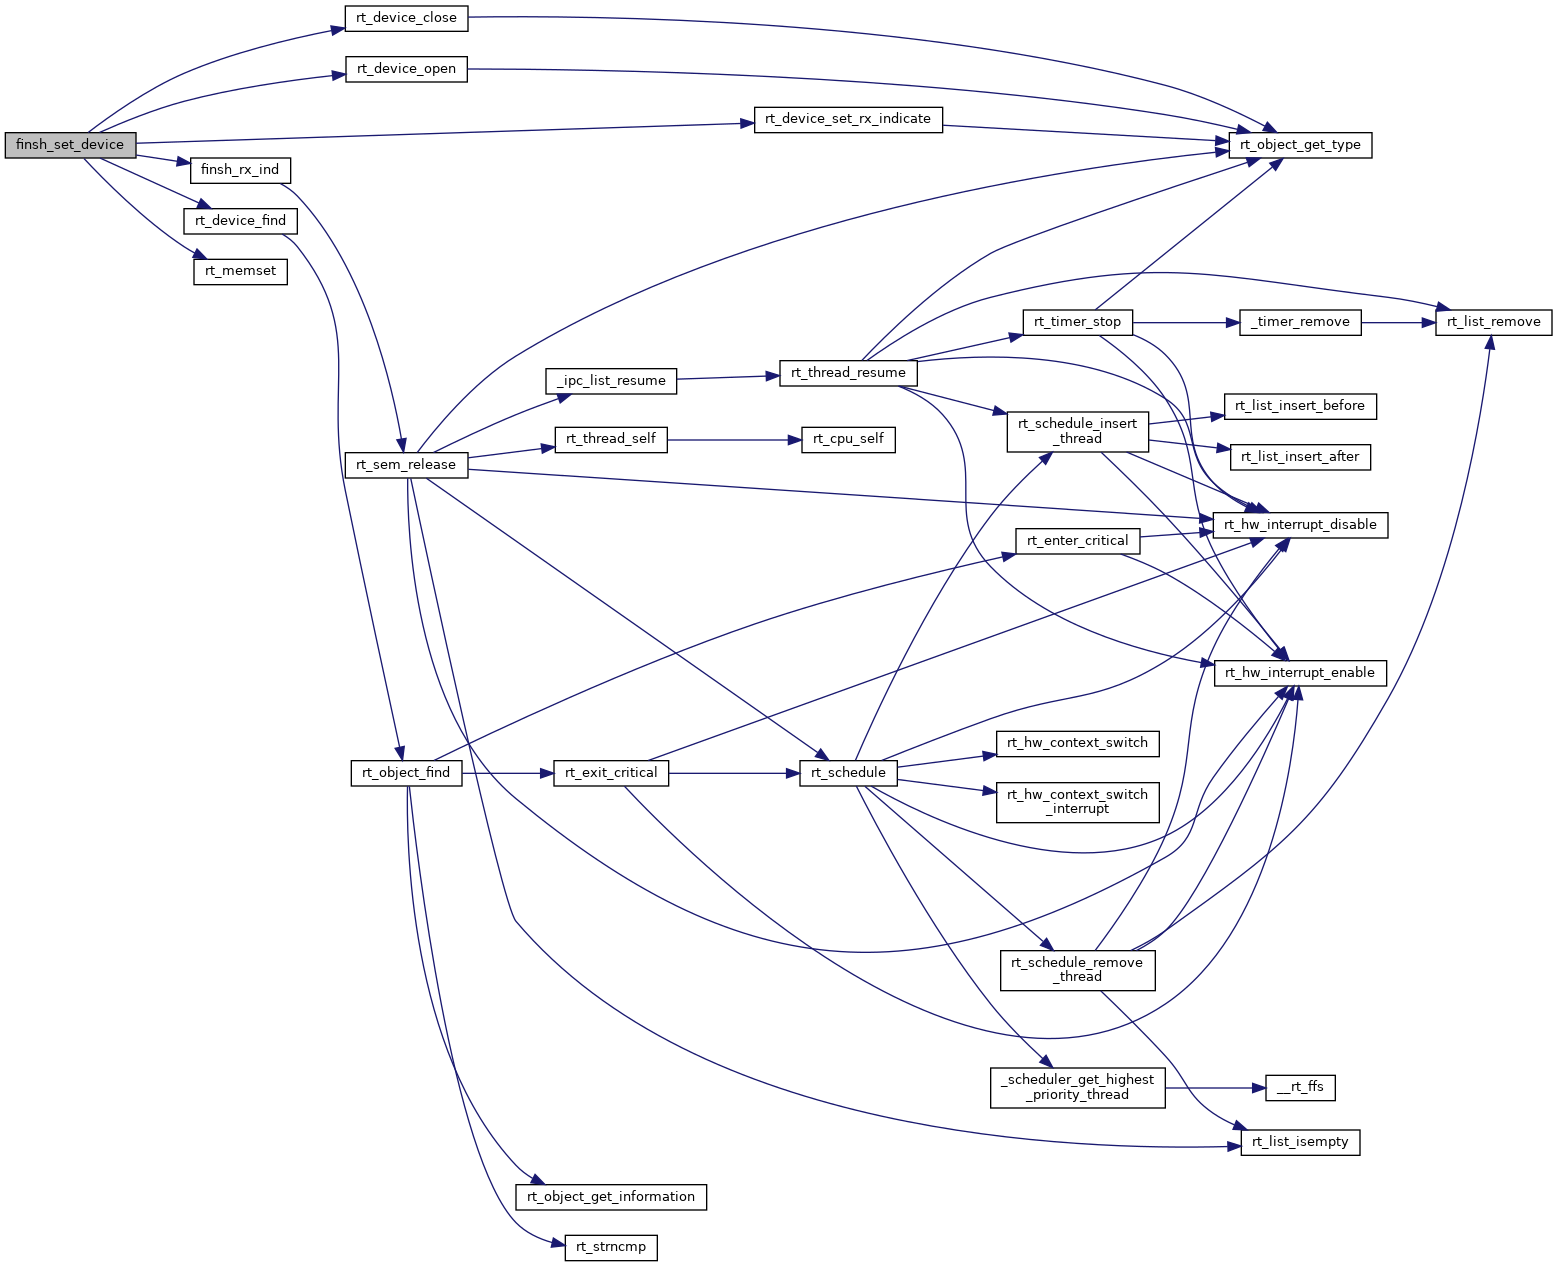 rt_device_close
rt_device_open
rt_device_set_rx_indicate
finsh_set_device
rt_object_get_type
finsh_rx_ind
rt_device_find
rt_memset
rt_timer_stop
_timer_remove
rt_list_remove
rt_thread_resume
_ipc_list_resume
rt_list_insert_before
rt_schedule_insert
_thread
rt_thread_self
rt_cpu_self
rt_list_insert_after
rt_sem_release
rt_hw_interrupt_disable
rt_enter_critical
rt_hw_interrupt_enable
rt_hw_context_switch
rt_object_find
rt_exit_critical
rt_schedule
rt_hw_context_switch
_interrupt
rt_schedule_remove
_thread
_scheduler_get_highest
_priority_thread
__rt_ffs
rt_list_isempty
rt_object_get_information
rt_strncmp